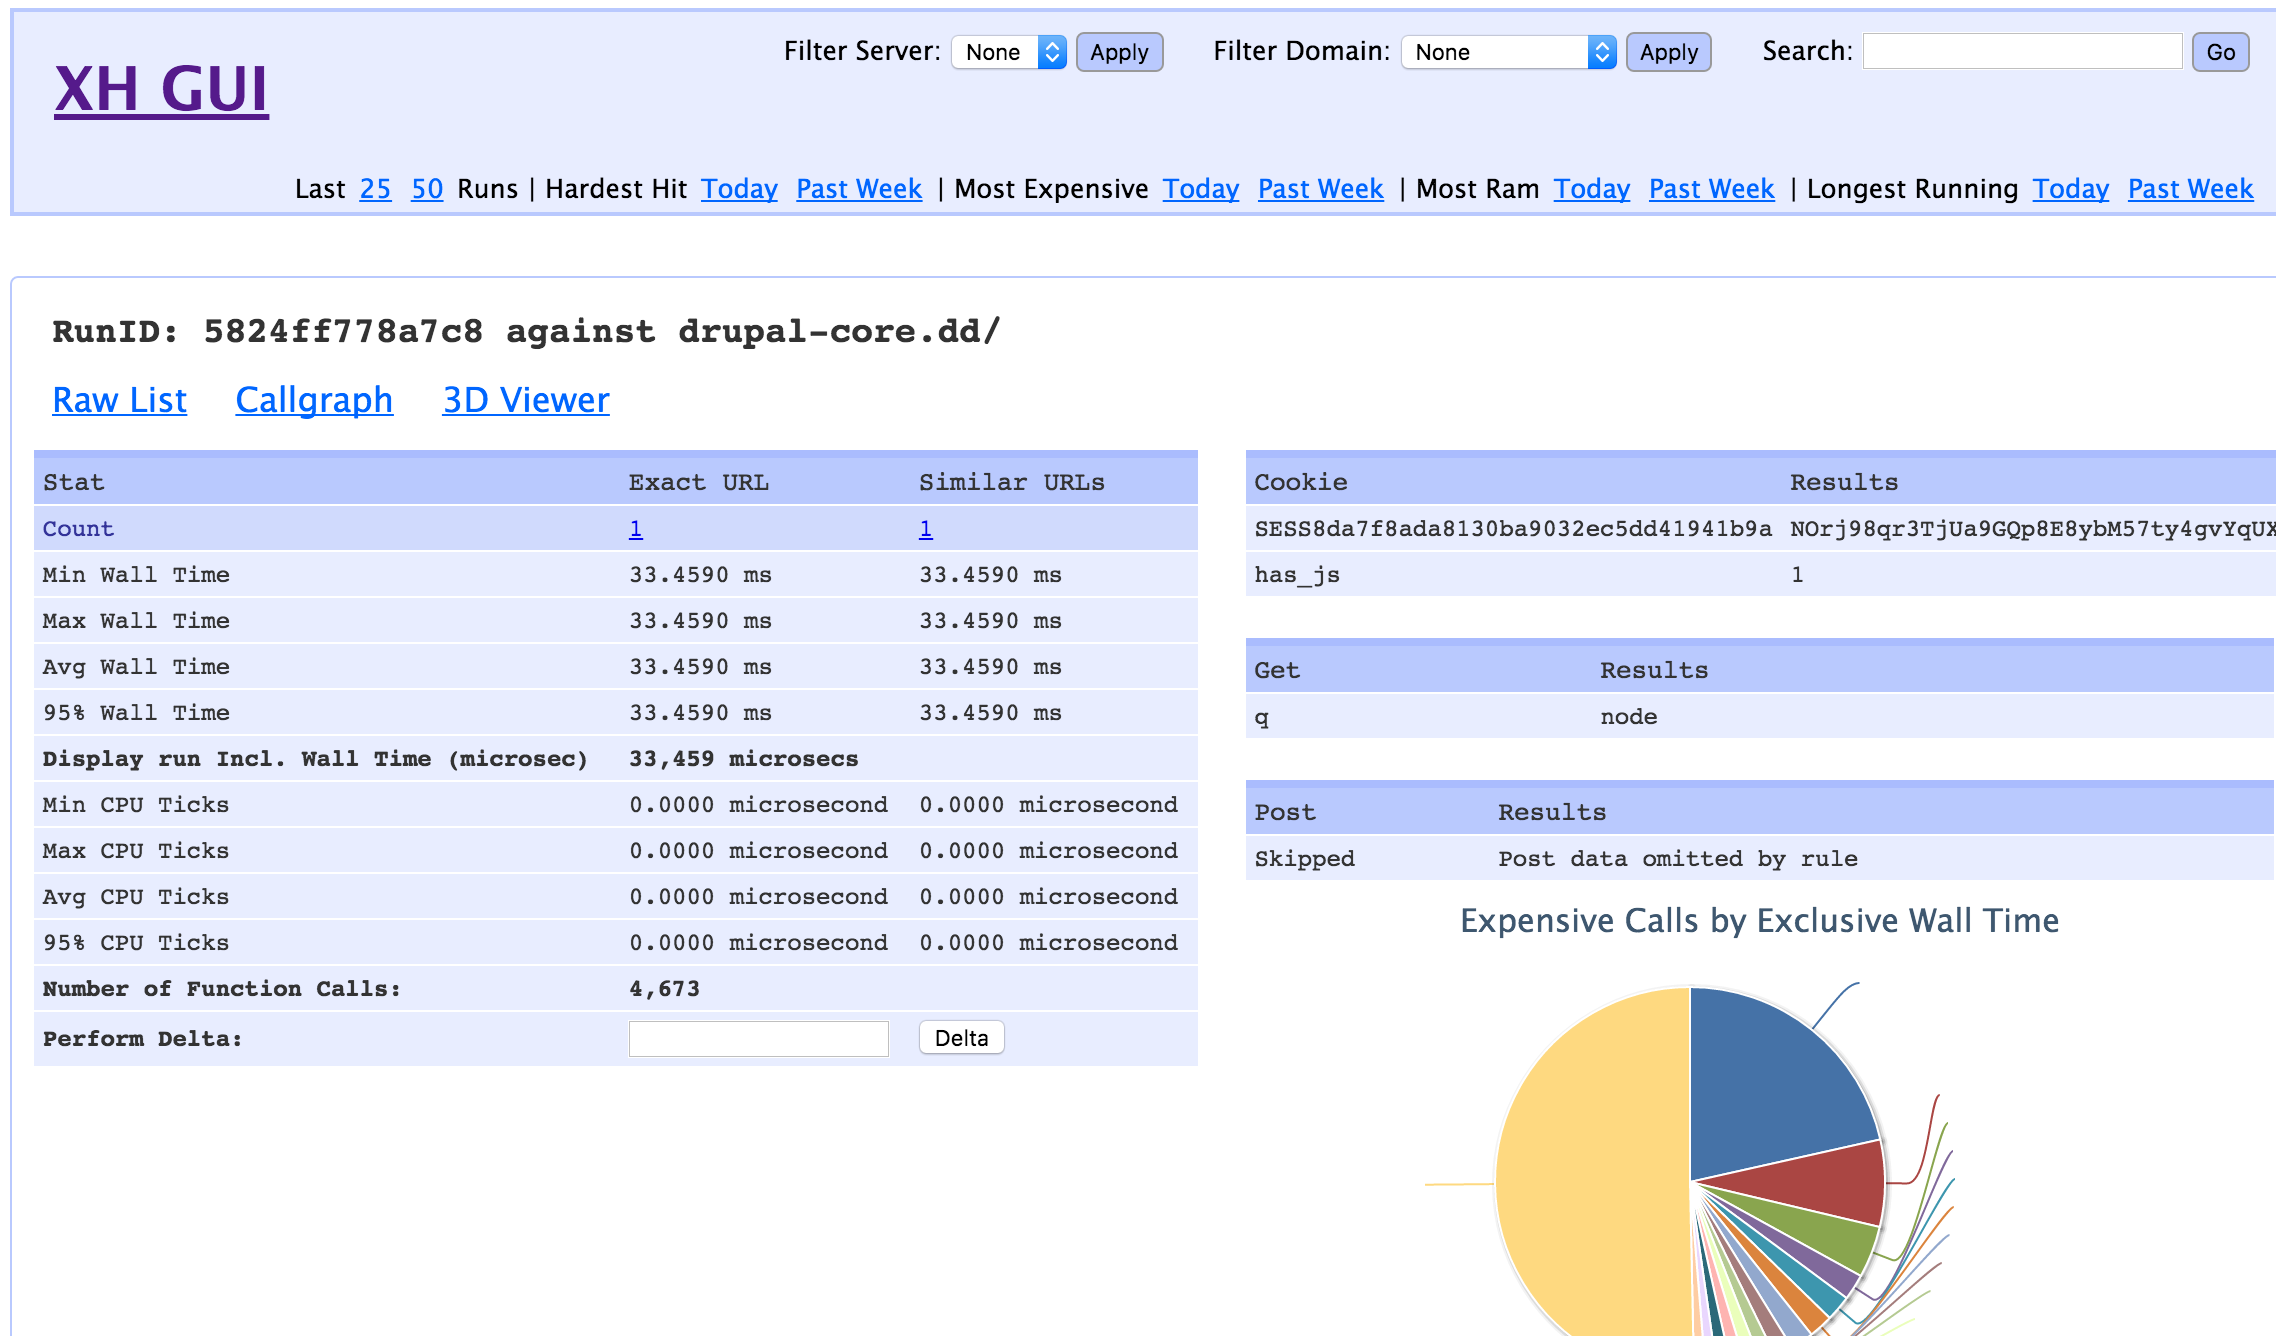 Filter Server: None Apply Filter Domain: None Apply Search: Go
XH GUI
Last 25 50 Runs | Hardest Hit Today Past Week | Most Expensive Today Past Week | Most Ram Today Past Week | Longest Running Today Past Week
RunID: 5824ff778a7c8 against drupal-core.dd/
Raw List Callgraph 3D Viewer
Stat Exact URL Similar URLs
Count 1 1
Min Wall Time 33.4590 ms 33.4590 ms
Max Wall Time 33.4590 ms 33.4590 ms
Avg Wall Time 33.4590 ms 33.4590 ms
95% Wall Time 33.4590 ms 33.4590 ms
Display run Incl. Wall Time (microsec) 33,459 microsecs
Min CPU Ticks 0.0000 microsecond 0.0000 microsecond
Max CPU Ticks 0.0000 microsecond 0.0000 microsecond
Avg CPU Ticks 0.0000 microsecond 0.0000 microsecond
95% CPU Ticks 0.0000 microsecond 0.0000 microsecond
Number of Function Calls: 4,673
Perform Delta: Delta
Cookie Results
SESS8da7f8ada8130ba9032ec5dd41941b9a NOrj98qr3TjUa9GQp8E8ybM57ty4gvYqUX
has_js 1
Get Results
q node
Post Results
Skipped Post data omitted by rule
Expensive Calls by Exclusive Wall Time